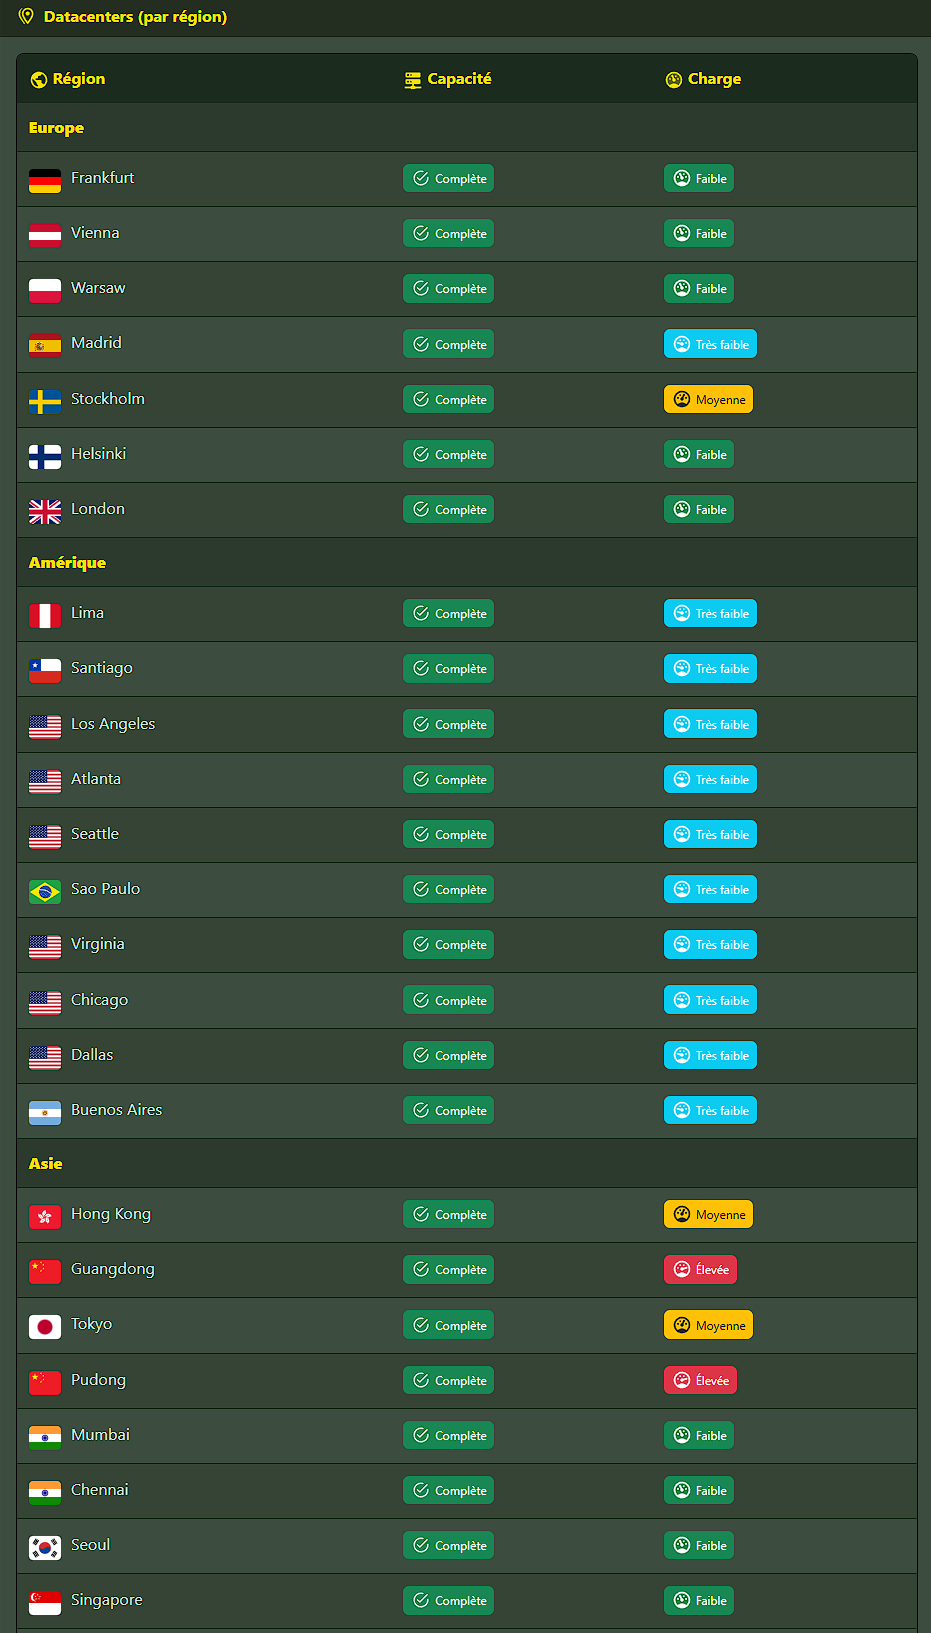 Datacenters (par région)
Région Capacité Charge
Europe
Frankfurt Complète Faible
Vienna Complète Faible
Warsaw Complète Faible
Madrid Complète Très faible
Stockholm Complète Moyenne
Helsinki Complète Faible
London Complète Faible
Amérique
Lima Complète Très faible
Santiago Complète Très faible
Los Angeles Complète Très faible
Atlanta Complète Très faible
Seattle Complète Très faible
Sao Paulo Complète Très faible
Virginia Complète Très faible
Chicago Complète Très faible
Dallas Complète Très faible
Buenos Aires Complète Très faible
Asie
Hong Kong Complète Moyenne
Guangdong Complète Élevée
Tokyo Complète Moyenne
Pudong Complète Élevée
Mumbai Complète Faible
Chennai Complète Faible
Seoul Complète Faible
Singapore Complète Faible